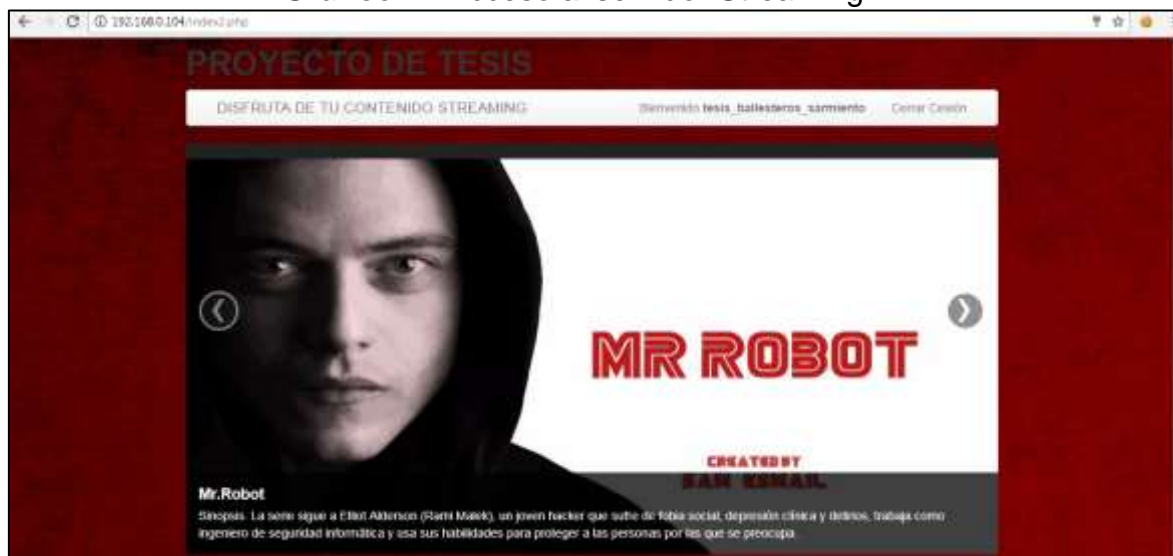 192.168.0.104/index2.php
PROYECTO DE TESIS
DISFRUTA DE TU CONTENIDO STREAMING
Bienvenido tesis_ballesteros_sarmiento
Cerrar Cesión
MR ROBOT
CREATED BY
SAM ESMAIL
Mr.Robot
Sinopsis. La serie sigue a Elliot Alderson (Rami Malek), un joven hacker que sufre de fobia social, depresión clínica y delirios, trabaja como
ingeniero de seguridad informática y usa sus habilidades para proteger a las personas por las que se preocupa.